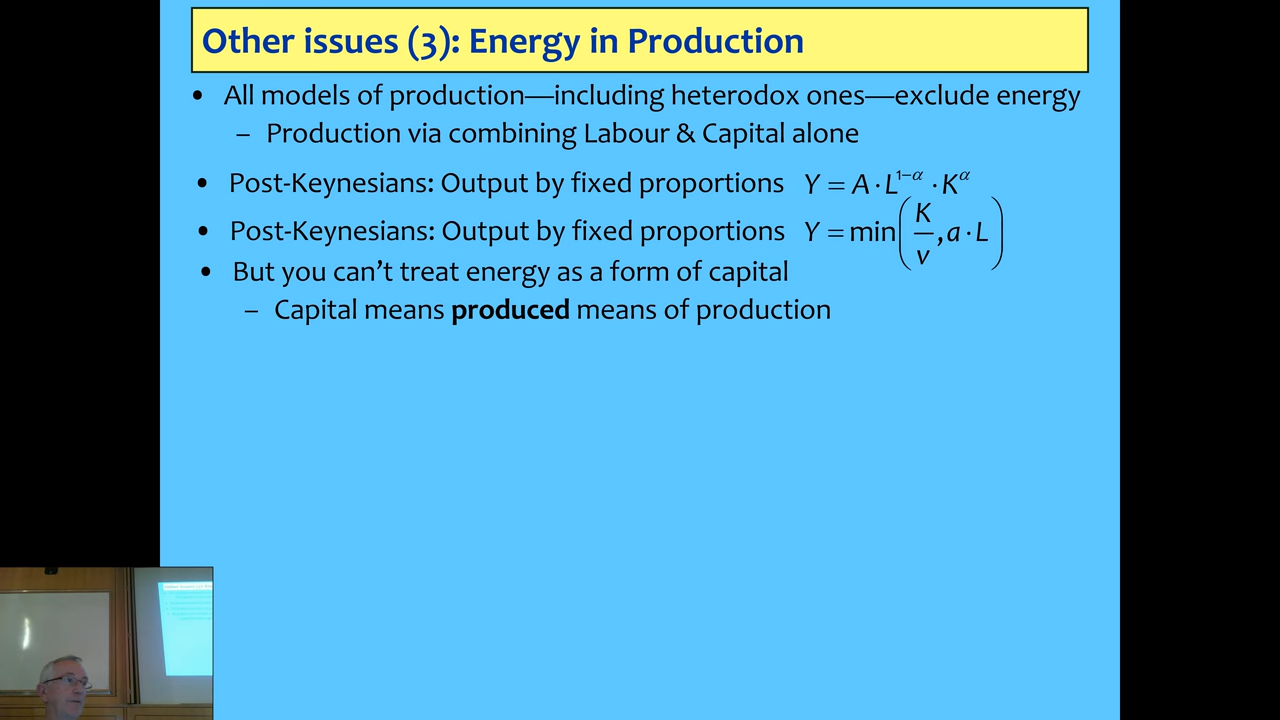 Other issues (3): Energy in Production
• All models of production—including heterodox ones—exclude energy
– Production via combining Labour & Capital alone
• Post-Keynesians: Output by fixed proportions Y = A · L^{1−α} · K^α
• Post-Keynesians: Output by fixed proportions Y = min(K/v, a · L)
• But you can’t treat energy as a form of capital
– Capital means produced means of production